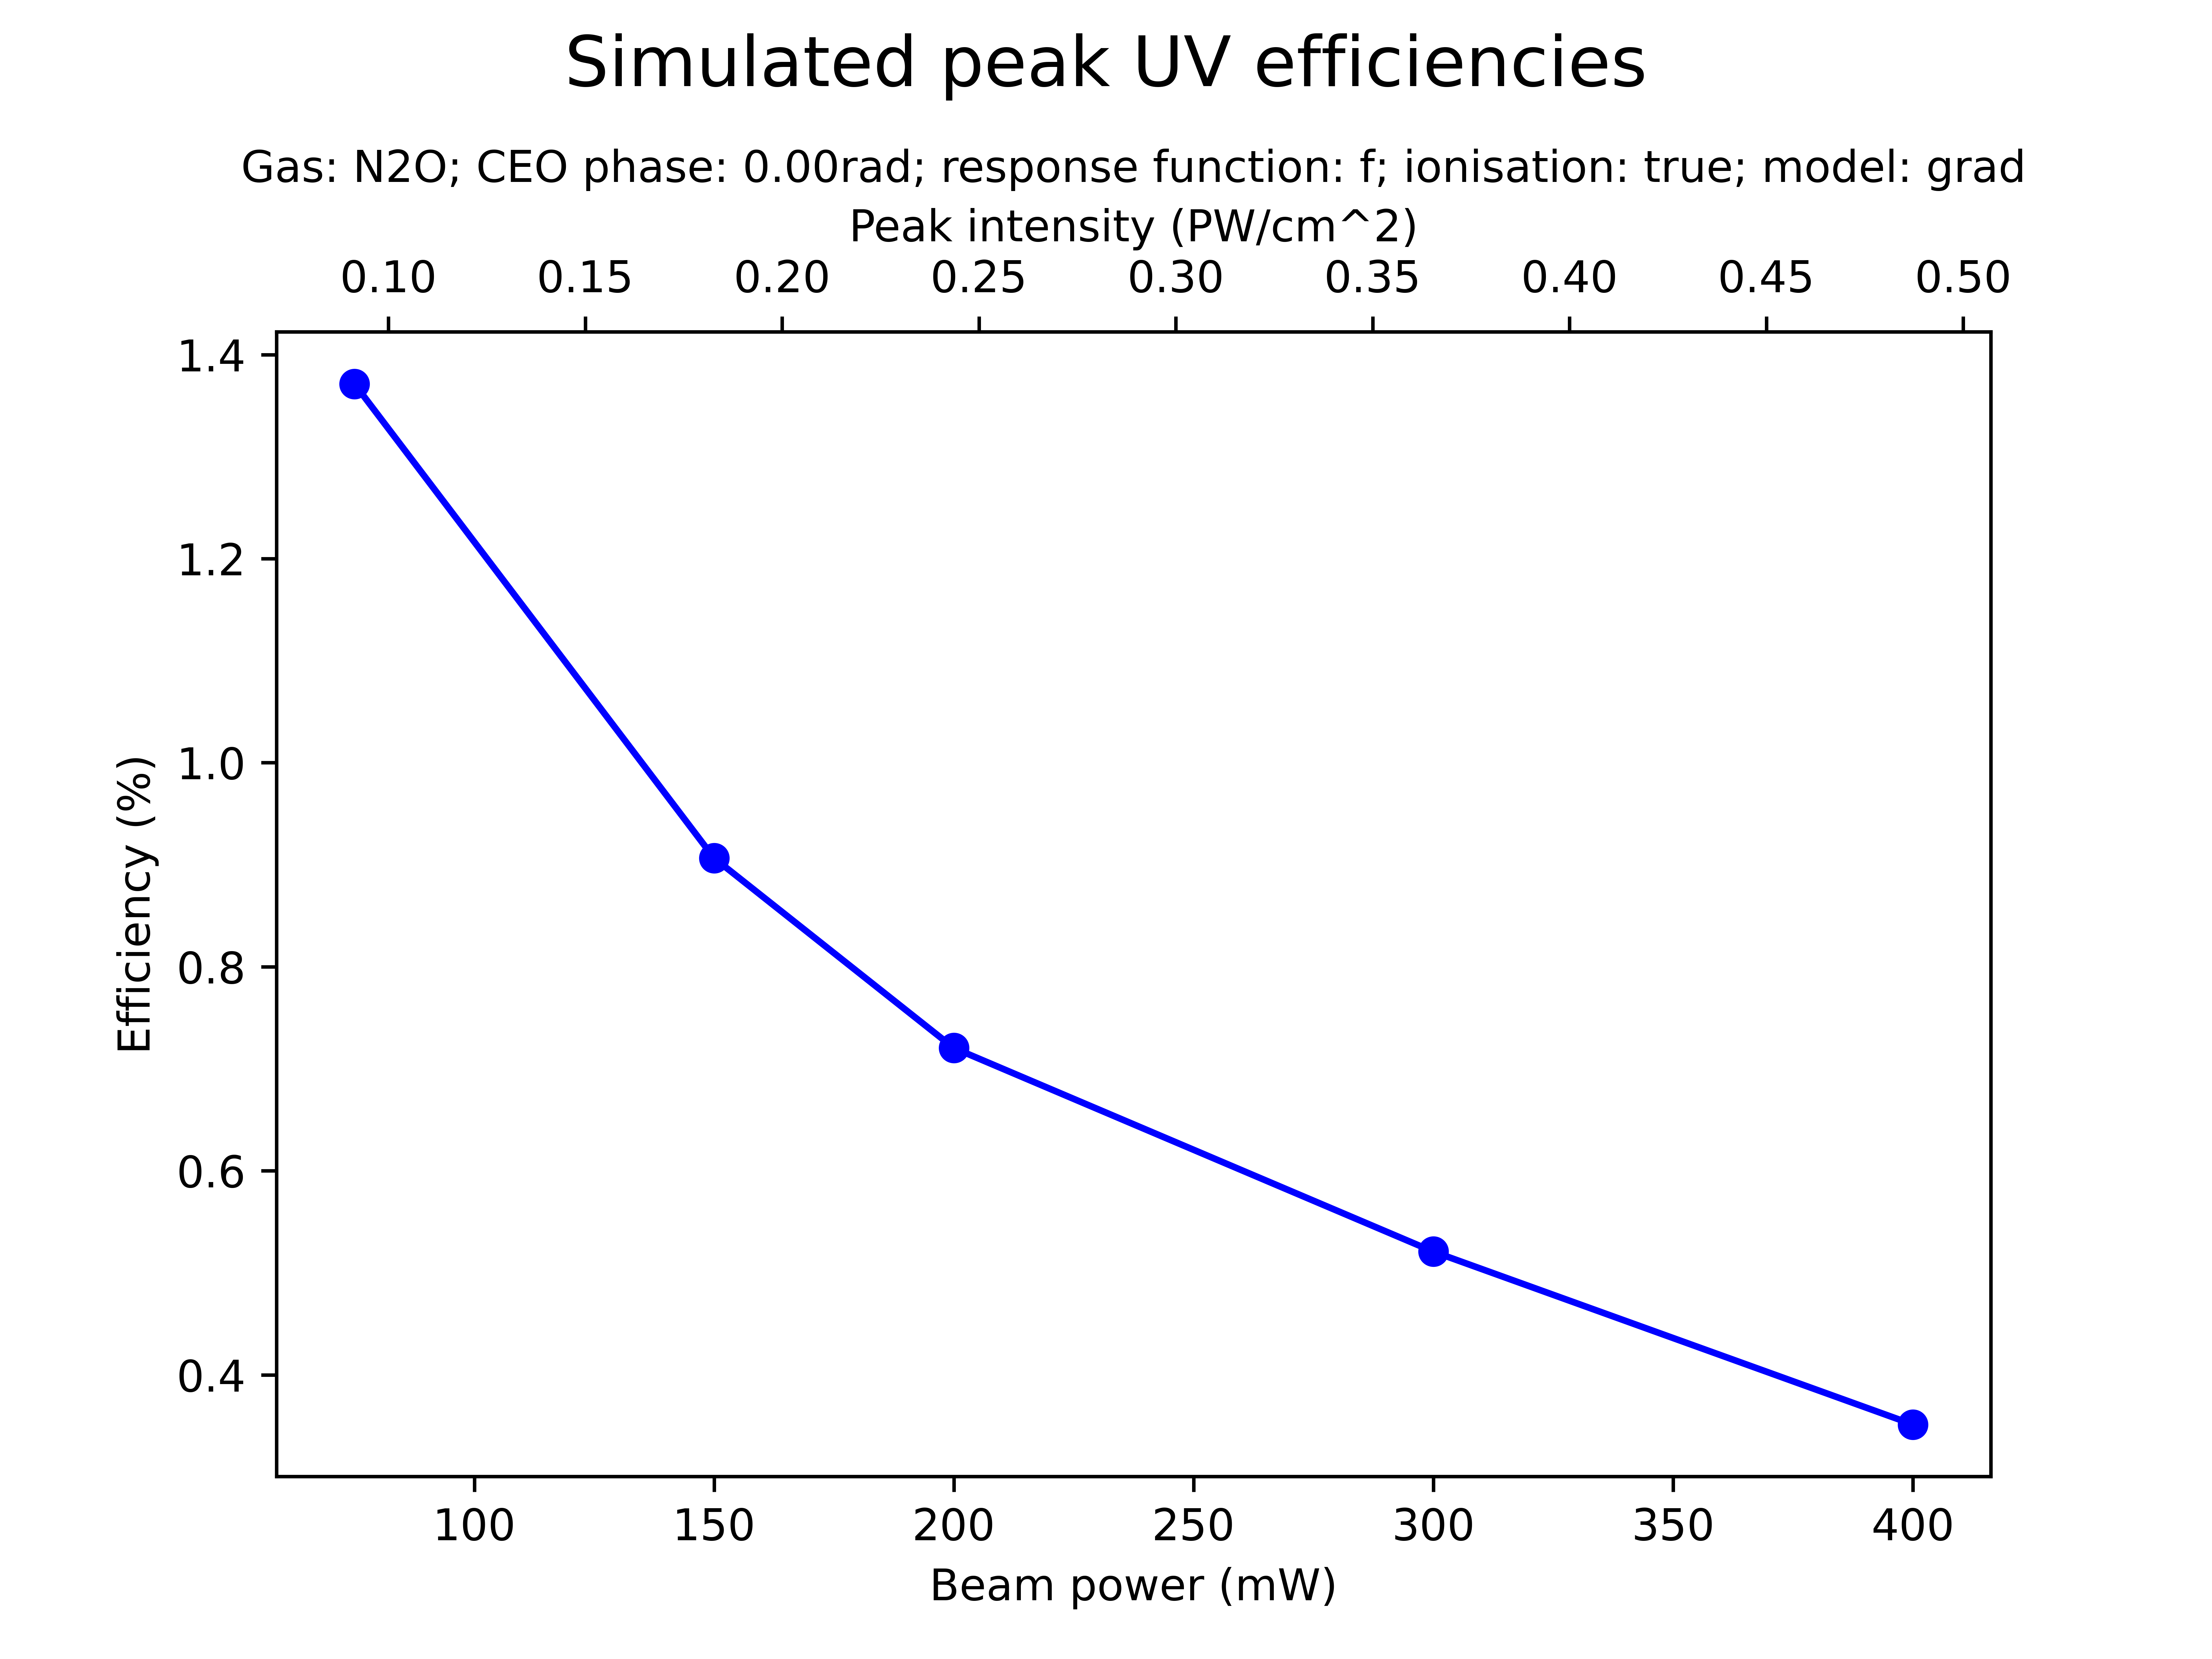 Simulated peak UV efficiencies
Gas: N2O; CEO phase: 0.00rad; response function: f; ionisation: true; model: grad
Peak intensity (PW/cm^2)
0.10 0.15 0.20 0.25 0.30 0.35 0.40 0.45 0.50
1.4
1.2
1.0
0.8
0.6
0.4
Efficiency (%)
100 150 200 250 300 350 400
Beam power (mW)